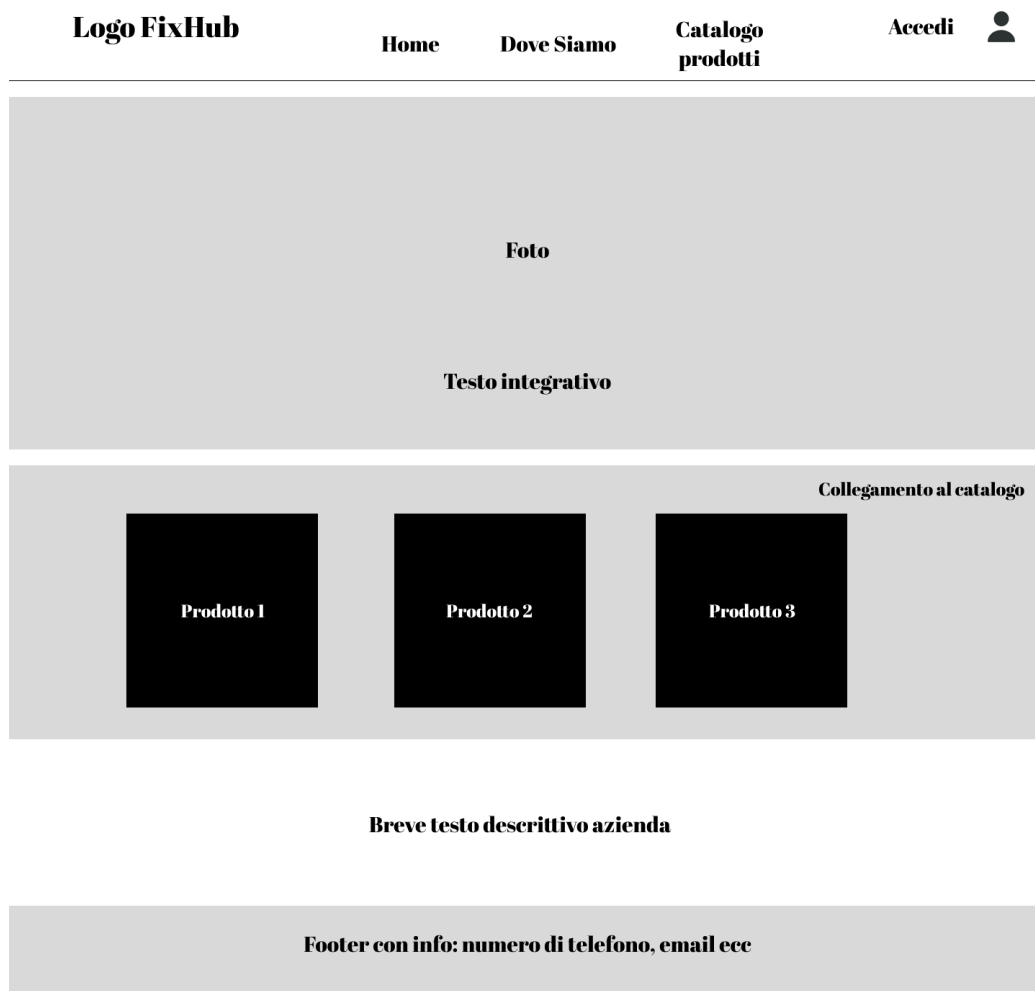 Logo FixHub
Home
Dove Siamo
Catalogo
prodotti
Accedi
Foto
Testo integrativo
Collegamento al catalogo
Prodotto 1
Prodotto 2
Prodotto 3
Breve testo descrittivo azienda
Footer con info: numero di telefono, email ecc